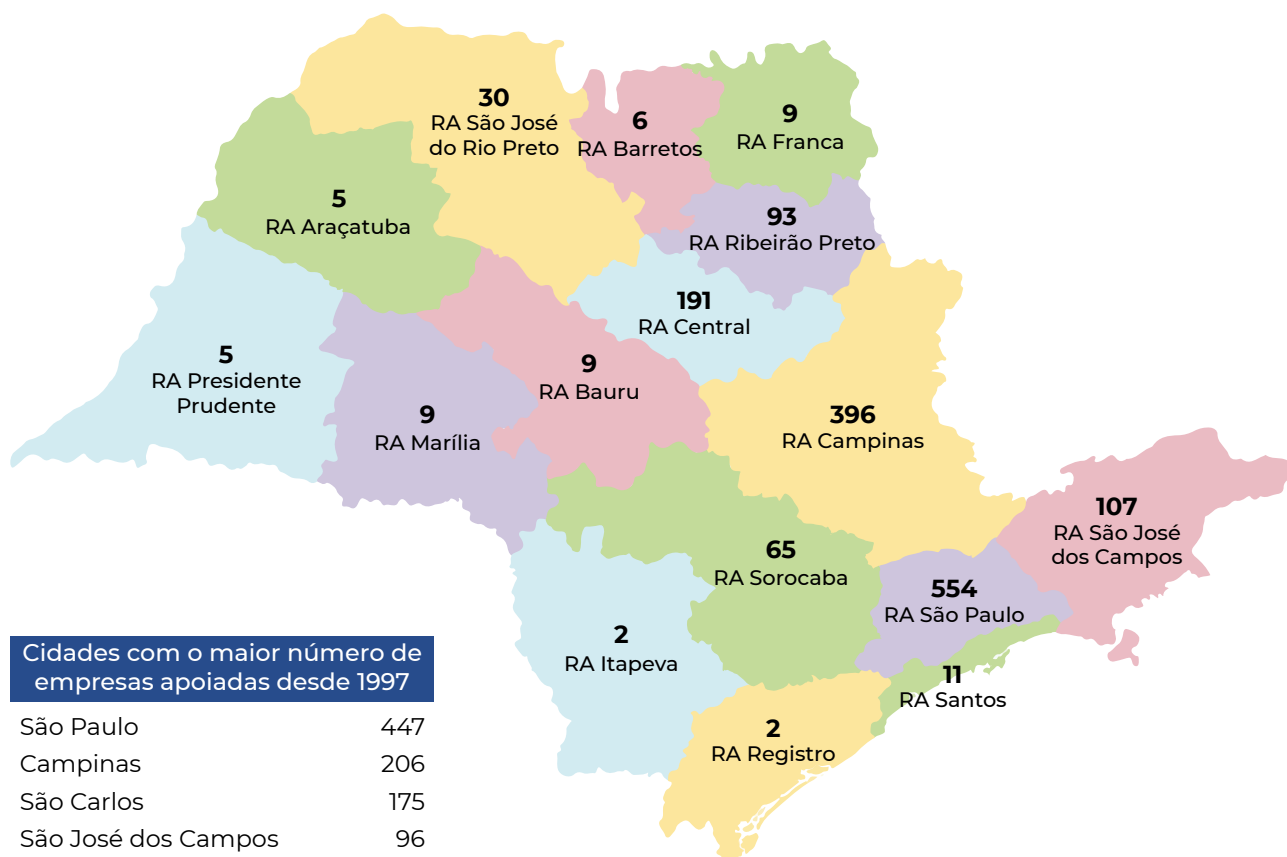 30
RA São José
do Rio Preto
6
RA Barretos
9
RA Franca
5
RA Araçatuba
93
RA Ribeirão Preto
191
RA Central
5
RA Presidente
Prudente
9
RA Marília
9
RA Bauru
396
RA Campinas
107
RA São José
dos Campos
65
RA Sorocaba
554
RA São Paulo
2
RA Itapeva
11
RA Santos
2
RA Registro
Cidades com o maior número de
empresas apoiadas desde 1997
São Paulo 447
Campinas 206
São Carlos 175
São José dos Campos 96